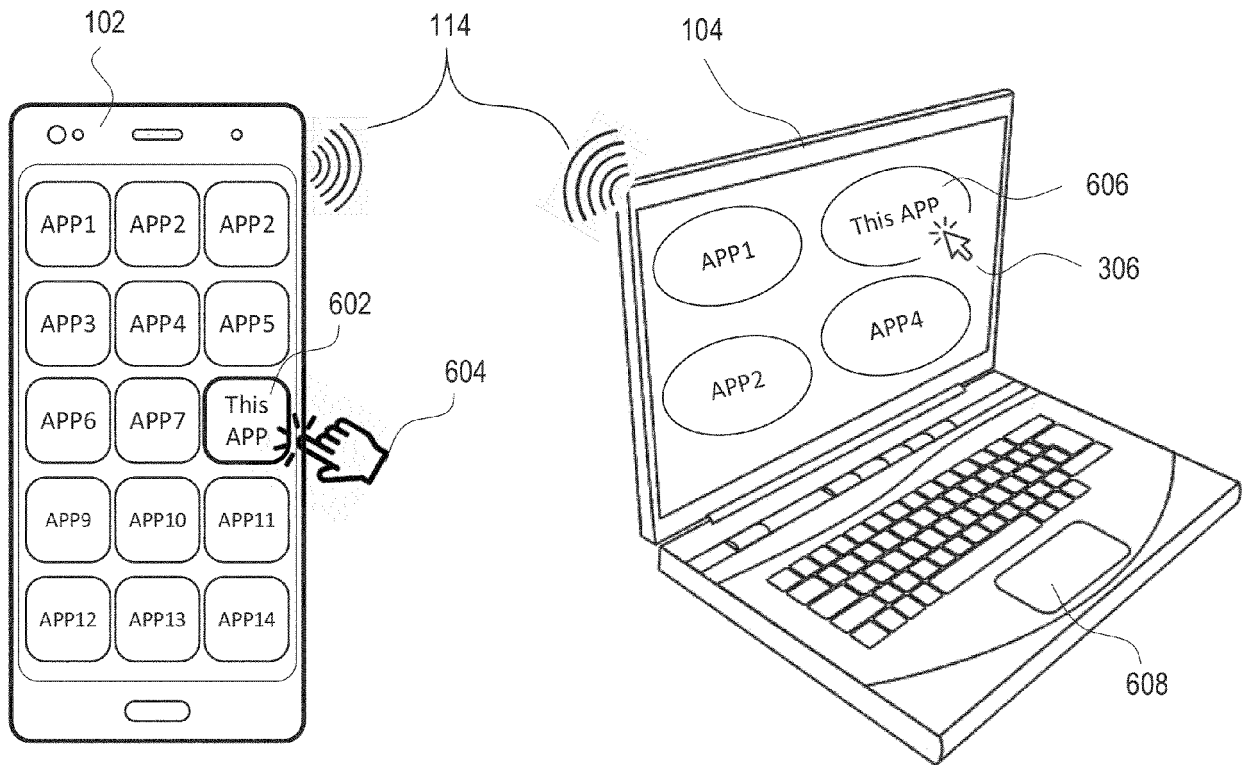 102
114
104
APP1 APP2 APP2
APP3 APP4 APP5
APP6 APP7 This
APP
APP9 APP10 APP11
APP12 APP13 APP14
602
604
APP1
This APP
APP2
APP4
606
306
608